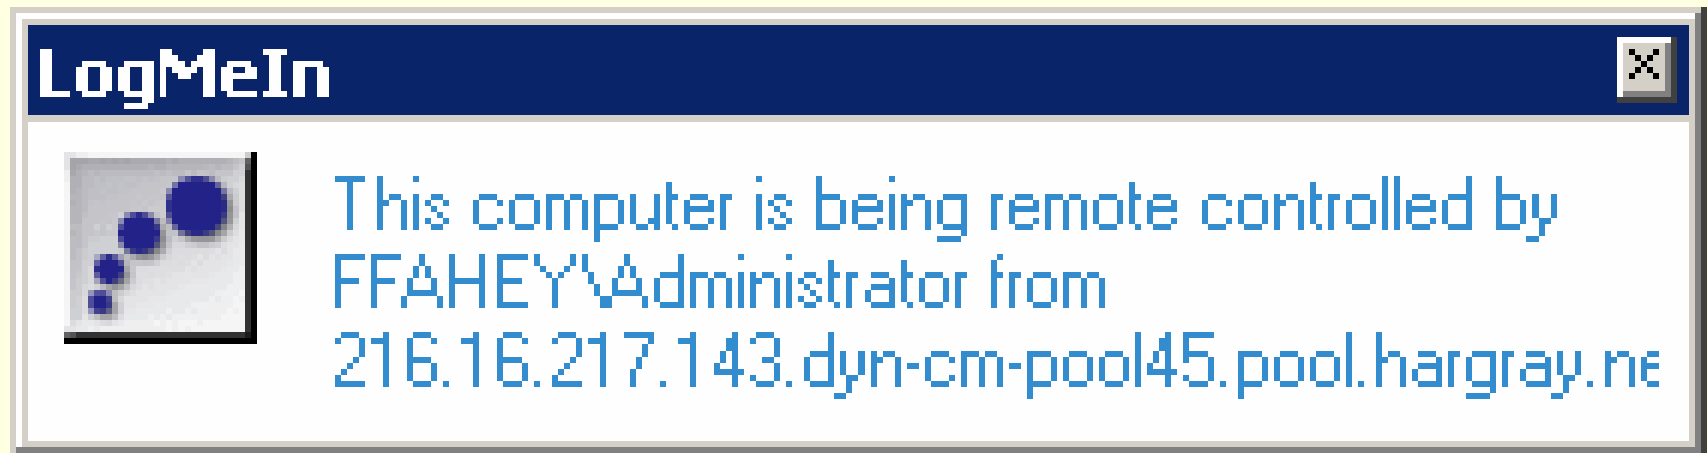 LogMeIn
This computer is being remote controlled by
FFAHEY\Administrator from
216.16.217.143.dyn-cm-pool45.pool.hargray.ne